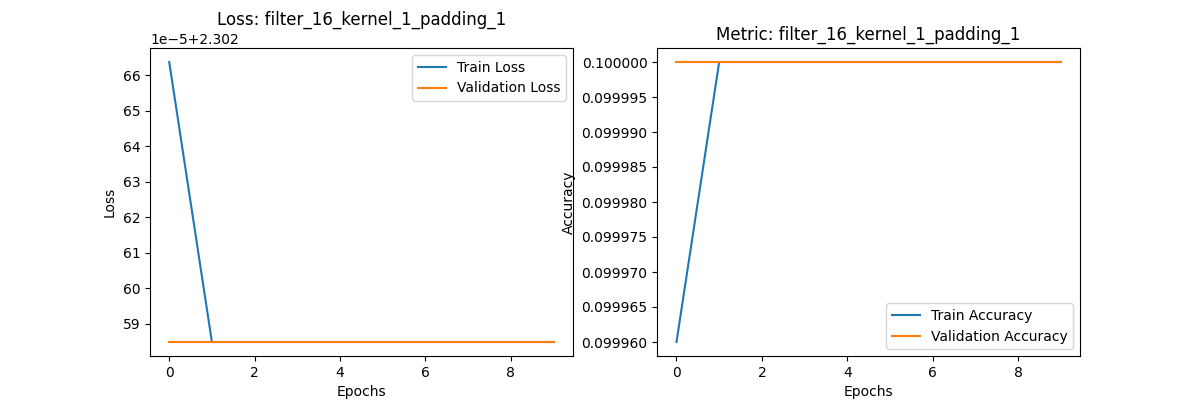 Loss: filter_16_kernel_1_padding_1
1e−5+2.302
66
65
64
63
62
61
60
59
Loss
0
2
4
6
8
Epochs
Train Loss
Validation Loss
Metric: filter_16_kernel_1_padding_1
0.100000
0.099995
0.099990
0.099985
0.099980
0.099975
0.099970
0.099965
0.099960
Accuracy
0
2
4
6
8
Epochs
Train Accuracy
Validation Accuracy